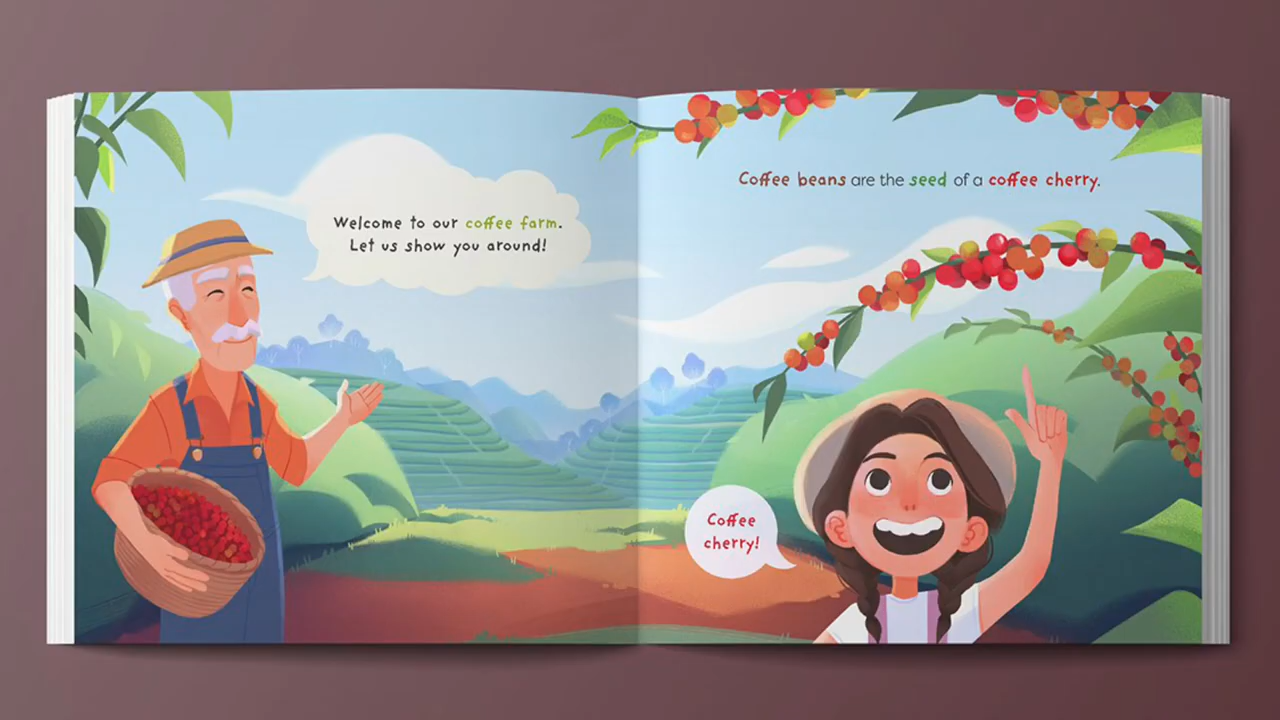 Welcome to our coffee farm.
Let us show you around!
Coffee beans are the seed of a coffee cherry.
Coffee
cherry!